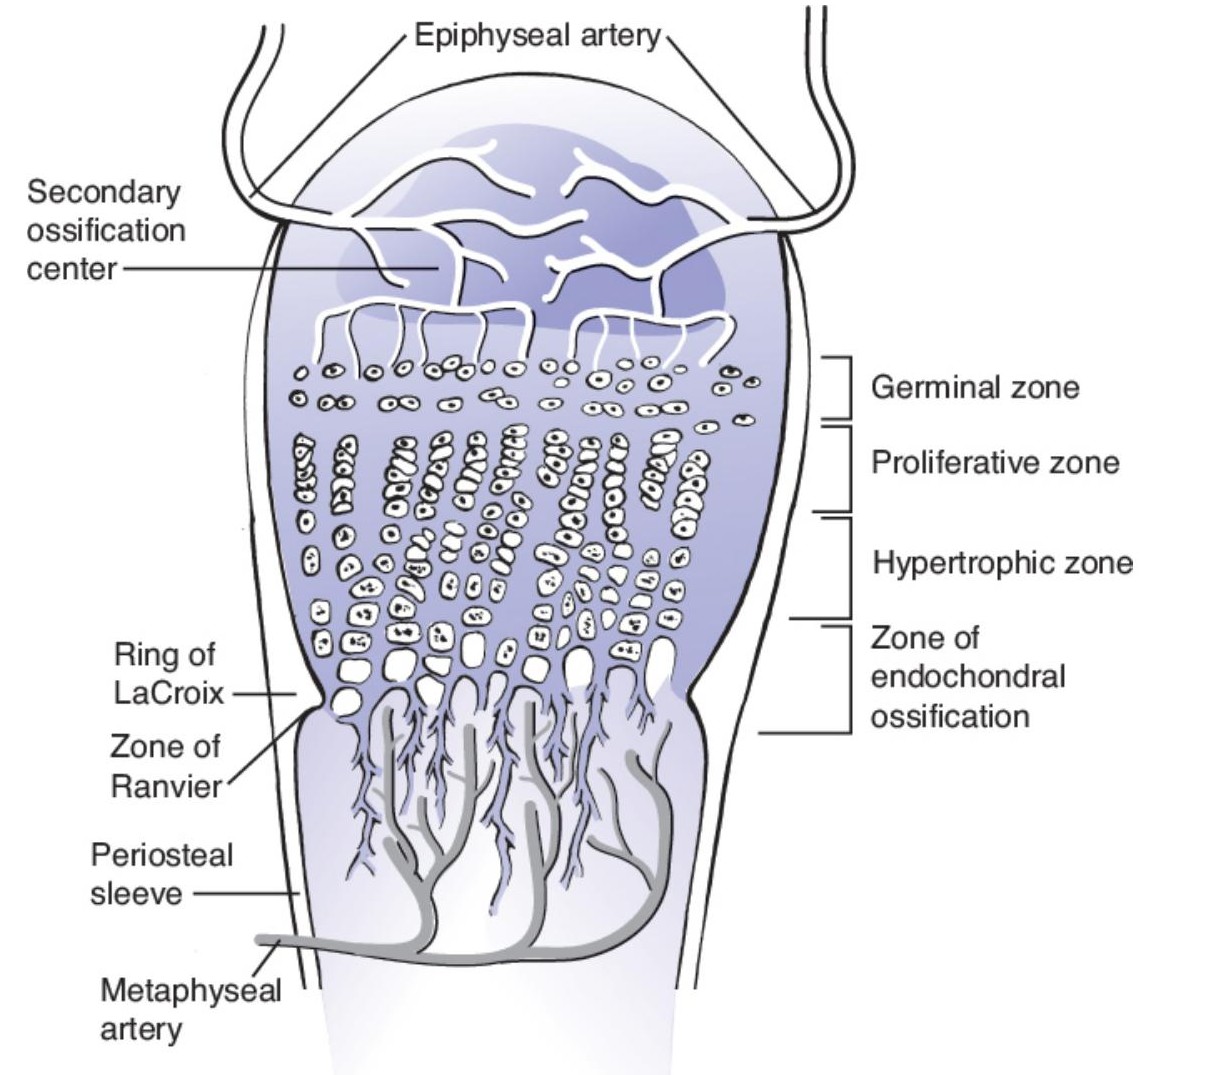 Epiphyseal artery
Secondary
ossification
center
Germinal zone
Proliferative zone
Hypertrophic zone
Zone of
endochondral
ossification
Ring of
LaCroix
Zone of
Ranvier
Periosteal
sleeve
Metaphyseal
artery